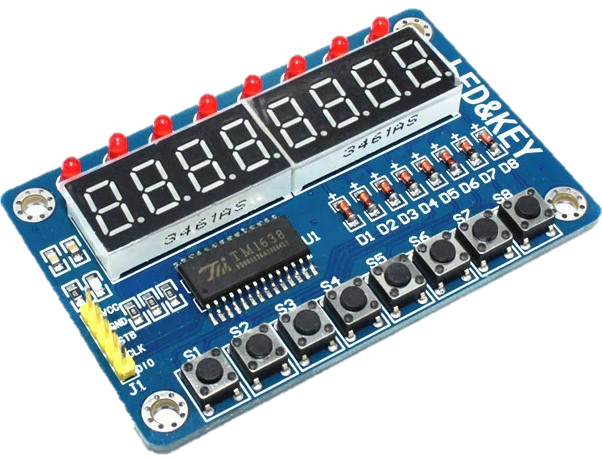 LED&KEY
3461AS
3461AS
D1 D2 D3 D4 D5 D6 D7 D8
TM1638
U1
VCC
GND
STB
CLK
DIO
J1
S1 S2 S3 S4 S5 S6 S7 S8